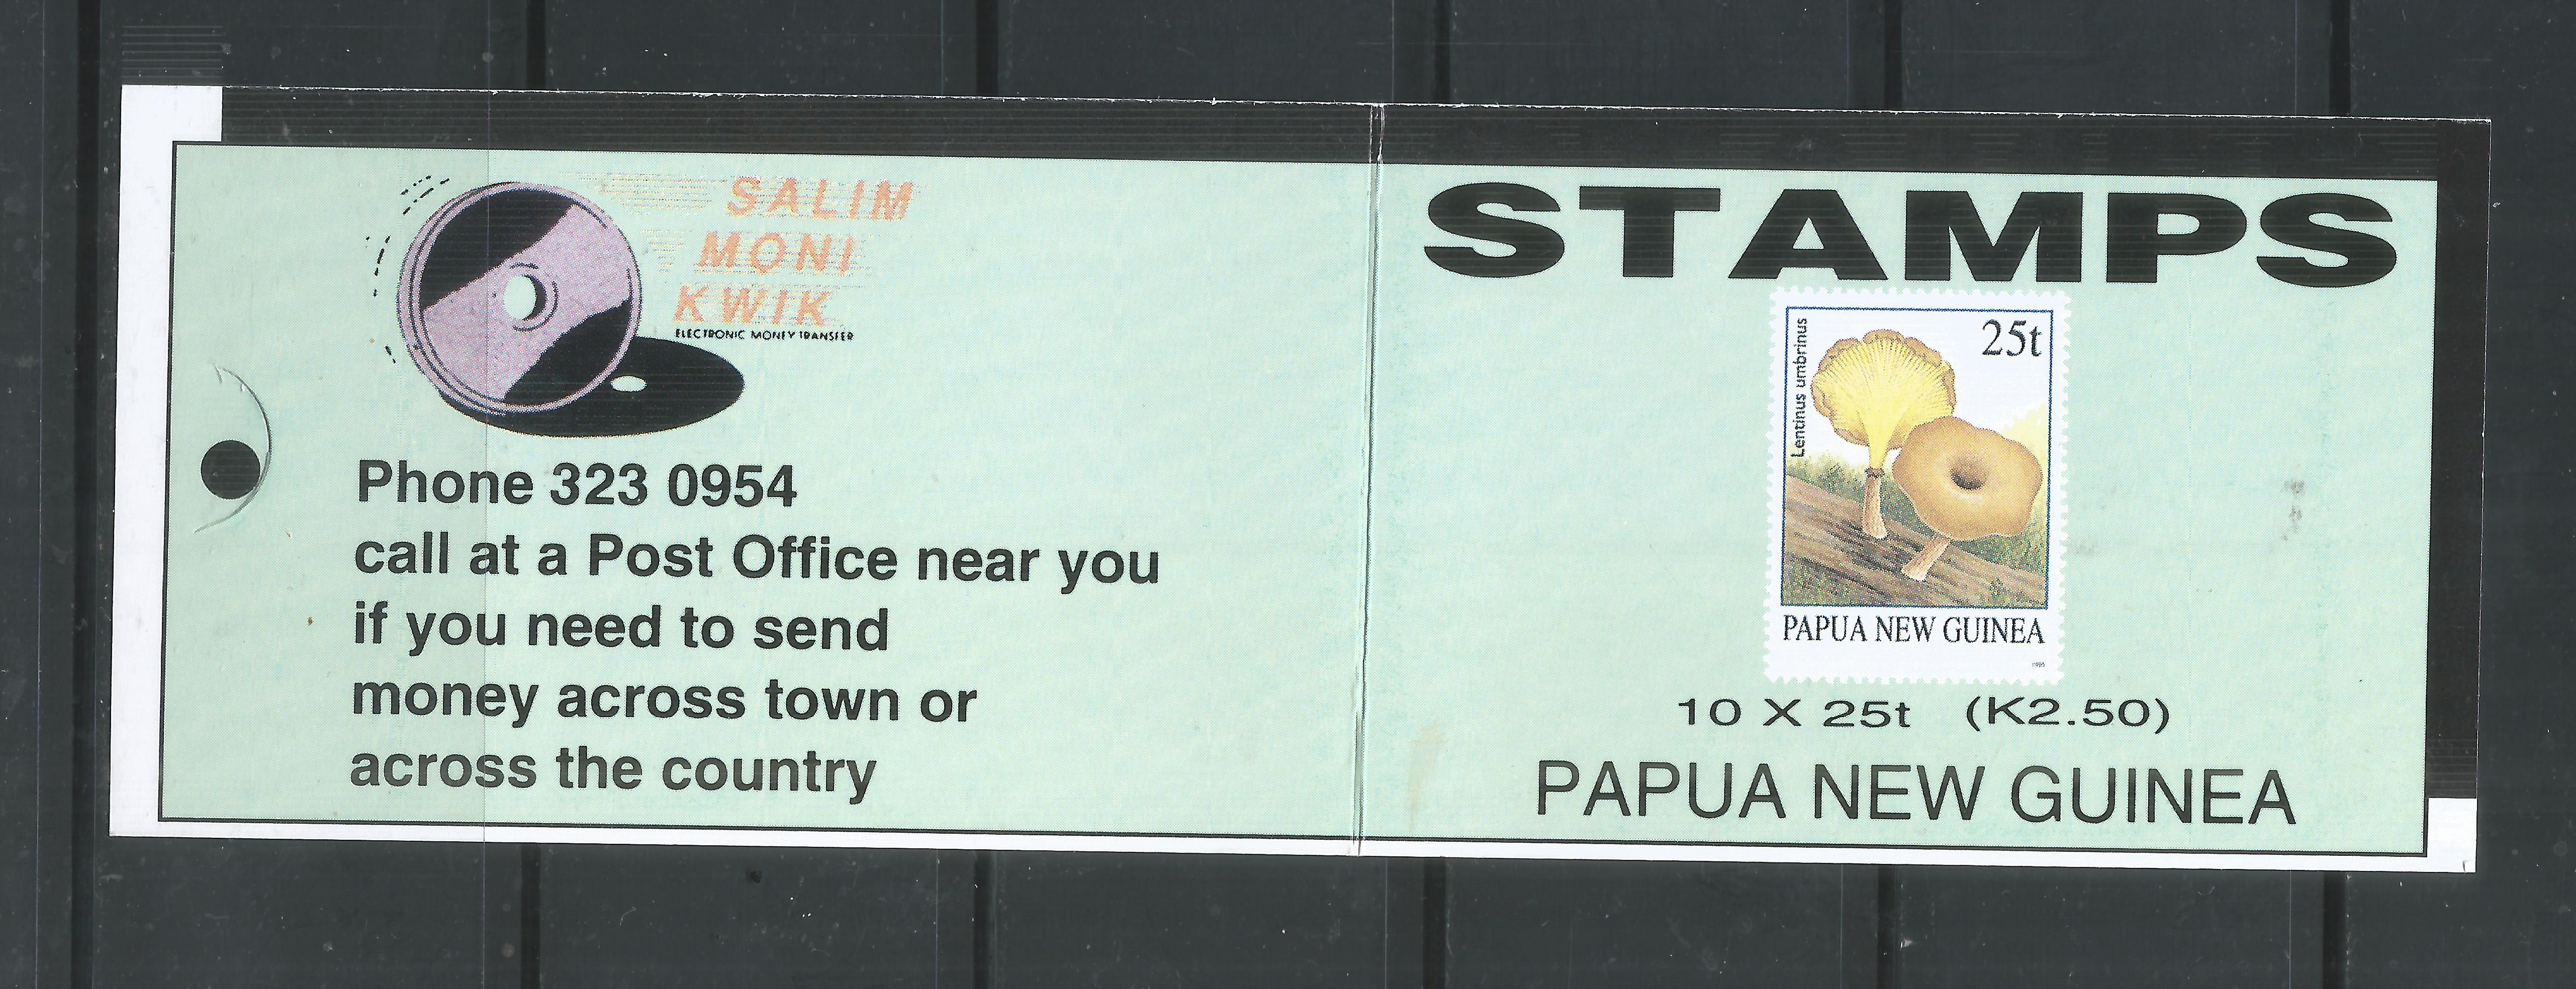 SALIM
MONI
KWIK
ELECTRONIC MONEY TRANSFER
Phone 323 0954
call at a Post Office near you
if you need to send
money across town or
across the country
STAMPS
Lentinus umbrinus
25t
PAPUA NEW GUINEA
1995
10 X 25t (K2.50)
PAPUA NEW GUINEA